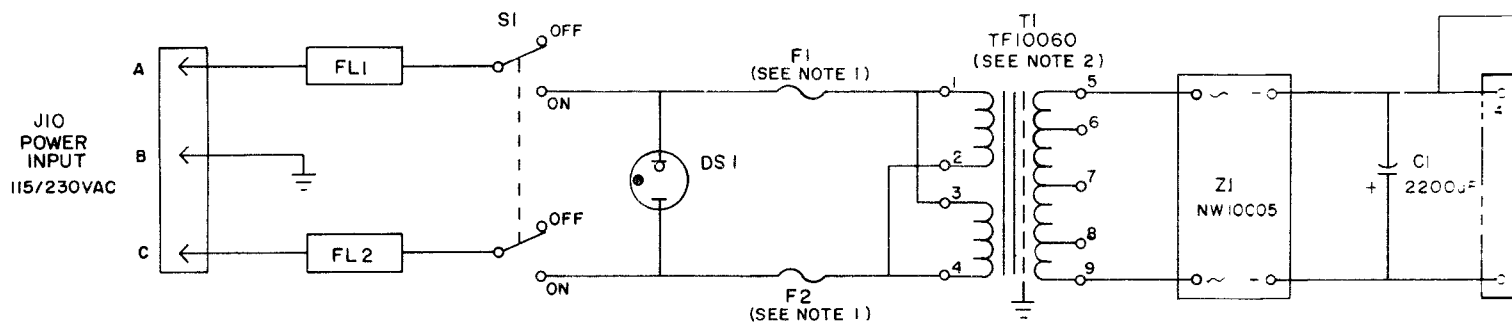 S1
OFF
T1
TF10060
(SEE NOTE 2)
F1
(SEE NOTE 1)
A
FL1
1
5
~
-
ON
6
J10
POWER
INPUT
115/230VAC
B
2
DS1
7
C1
+ 2200uF
Z1
NW10C05
3
OFF
8
C
FL2
4
9
~
-
ON
F2
(SEE NOTE 1)